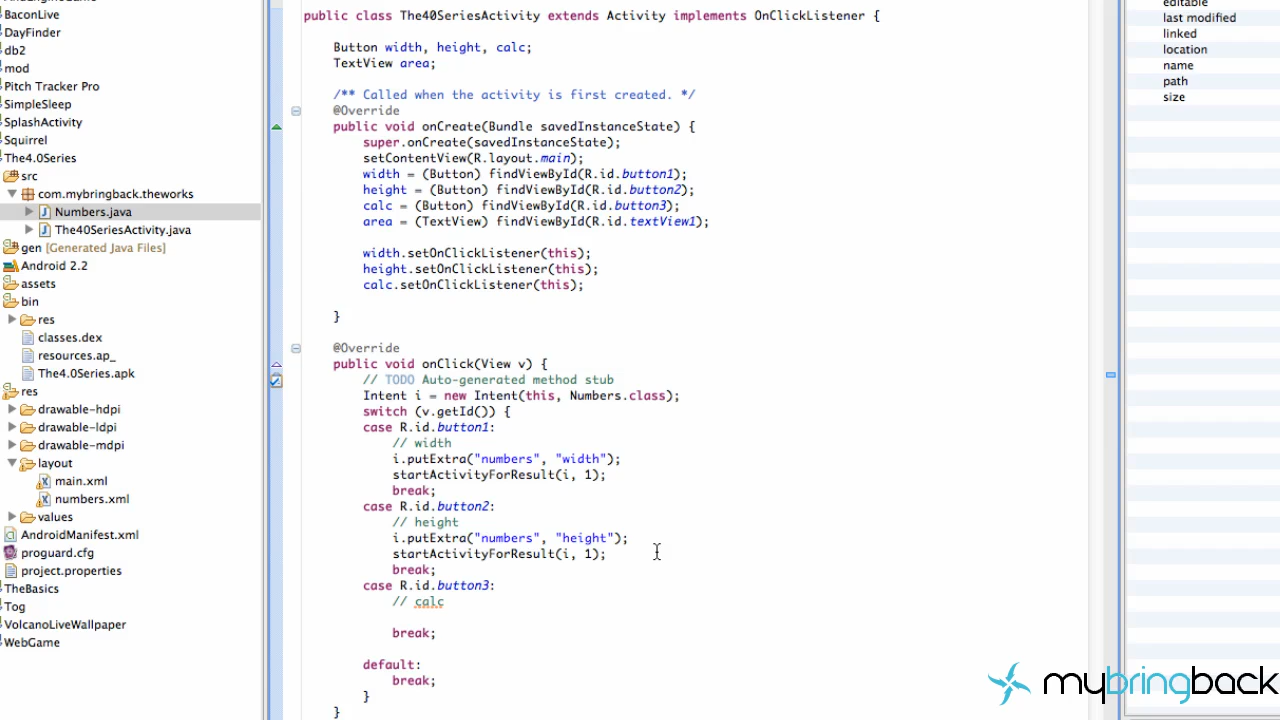 BaconLive
DayFinder
db2
mod
Pitch Tracker Pro
SimpleSleep
SplashActivity
Squirrel
The4.0Series
src
com.mybringback.theworks
Numbers.java
The40SeriesActivity.java
gen [Generated Java Files]
Android 2.2
assets
bin
res
classes.dex
resources.ap_
The4.0Series.apk
res
drawable-hdpi
drawable-ldpi
drawable-mdpi
layout
main.xml
numbers.xml
values
AndroidManifest.xml
proguard.cfg
project.properties
TheBasics
Tog
VolcanoLiveWallpaper
WebGame
public class The40SeriesActivity extends Activity implements OnClickListener {
Button width, height, calc;
TextView area;
/** Called when the activity is first created. */
@Override
public void onCreate(Bundle savedInstanceState) {
super.onCreate(savedInstanceState);
setContentView(R.layout.main);
width = (Button) findViewById(R.id.button1);
height = (Button) findViewById(R.id.button2);
calc = (Button) findViewById(R.id.button3);
area = (TextView) findViewById(R.id.textView1);
width.setOnClickListener(this);
height.setOnClickListener(this);
calc.setOnClickListener(this);
}
@Override
public void onClick(View v) {
// TODO Auto-generated method stub
Intent i = new Intent(this, Numbers.class);
switch (v.getId()) {
case R.id.button1:
// width
i.putExtra("numbers", "width");
startActivityForResult(i, 1);
break;
case R.id.button2:
// height
i.putExtra("numbers", "height");
startActivityForResult(i, 1);
break;
case R.id.button3:
// calc
break;
default:
break;
}
}
editable
last modified
linked
location
name
path
size
mybringback